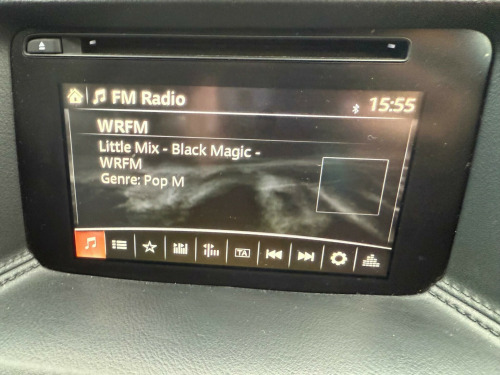 FM Radio
15:55
WRFM
Little Mix - Black Magic -
WRFM
Genre: Pop M
TA